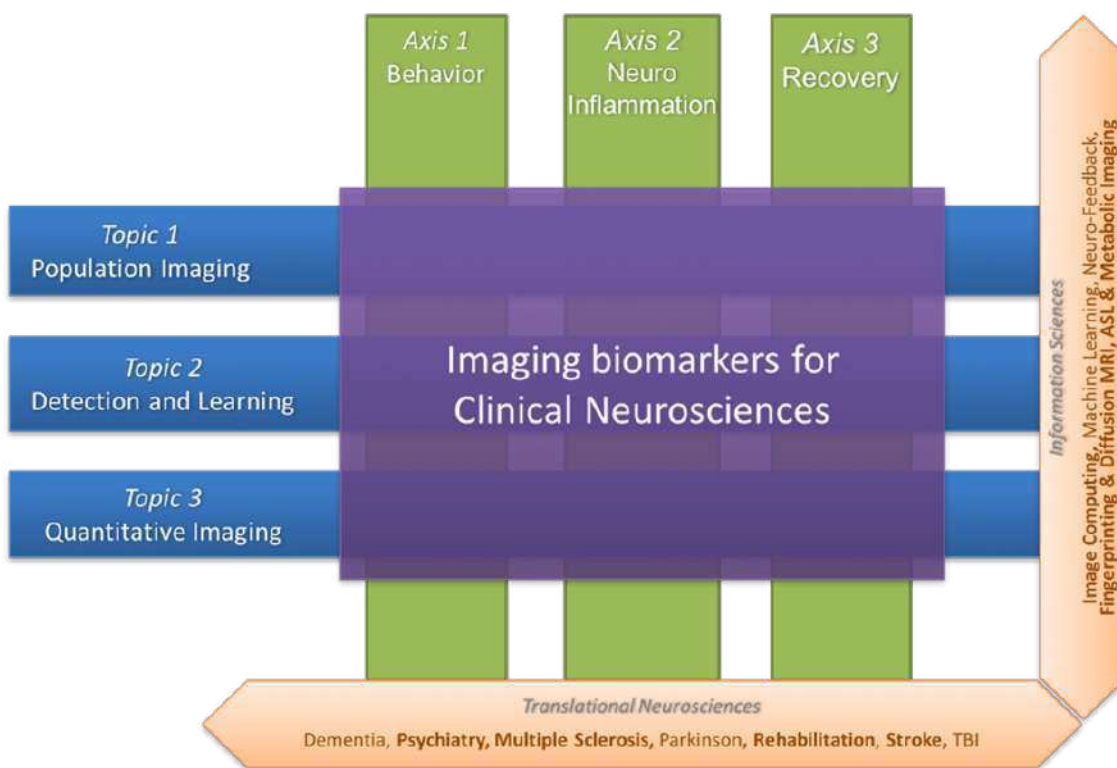 Axis 1
Behavior
Axis 2
Neuro
Inflammation
Axis 3
Recovery
Topic 1
Population Imaging
Topic 2
Detection and Learning
Topic 3
Quantitative Imaging
Imaging biomarkers for
Clinical Neurosciences
Information Sciences
Image Computing, Machine Learning, Neuro-Feedback,
Fingerprinting & Diffusion MRI, ASL & Metabolic Imaging
Translational Neurosciences
Dementia, Psychiatry, Multiple Sclerosis, Parkinson, Rehabilitation, Stroke, TBI